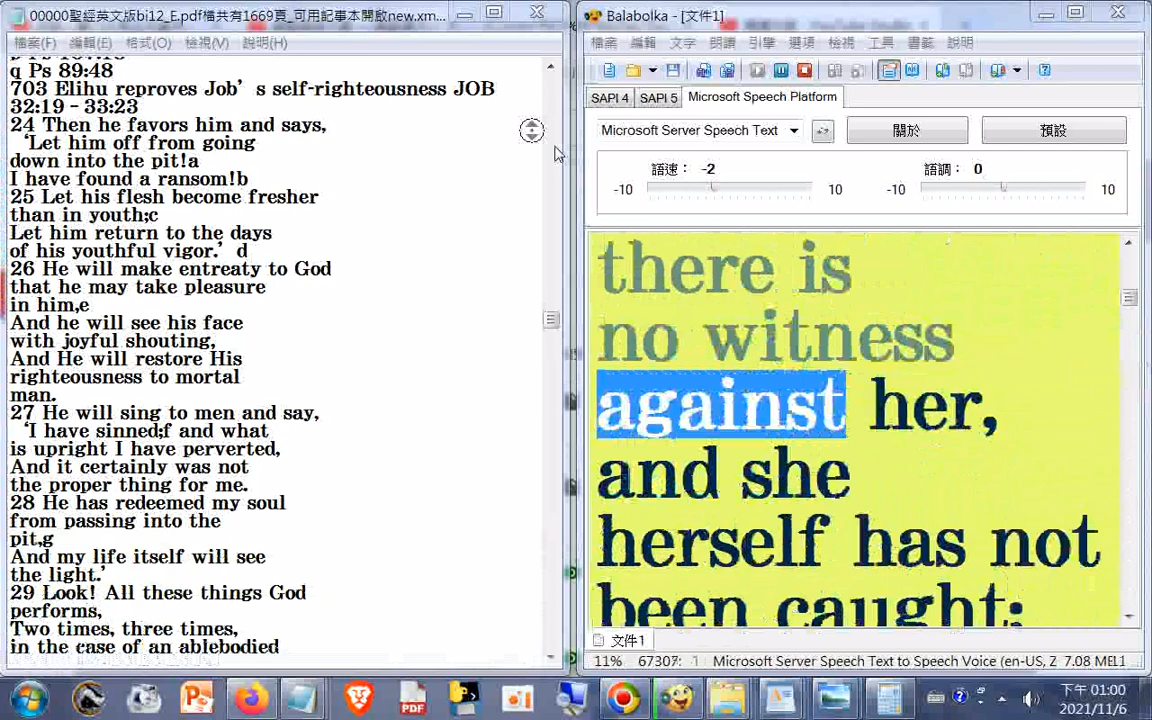 00000聖經英文版bi12_E.pdf檔共有1669頁_可用記事本開啟new.xm...
檔案(F) 編輯(E) 格式(O) 檢視(V) 說明(H)
q Ps 89:48
703 Elihu reproves Job's self-righteousness JOB
32:19 - 33:23
24 Then he favors him and says,
'Let him off from going
down into the pit!a
I have found a ransom!b
25 Let his flesh become fresher
than in youth;c
Let him return to the days
of his youthful vigor.' d
26 He will make entreaty to God
that he may take pleasure
in him,e
And he will see his face
with joyful shouting,
And He will restore His
righteousness to mortal
man.
27 He will sing to men and say,
'I have sinned;f and what
is upright I have perverted,
And it certainly was not
the proper thing for me.
28 He has redeemed my soul
from passing into the
pit,g
And my life itself will see
the light.'
29 Look! All these things God
performs,
Two times, three times,
in the case of an ablebodied
Balabolka - [文件1]
檔案 編輯 文字 朗讀 引擎 選項 檢視 工具 書籤 說明
SAPI 4 SAPI 5 Microsoft Speech Platform
Microsoft Server Speech Text 關於 預設
語速： -2 語調： 0
-10 10 -10 10
there is
no witness
against her,
and she
herself has not
been caught;
文件1
11% Microsoft Server Speech Text to Speech Voice (en-US, Z 7.08 ME
下午 01:00
2021/11/6